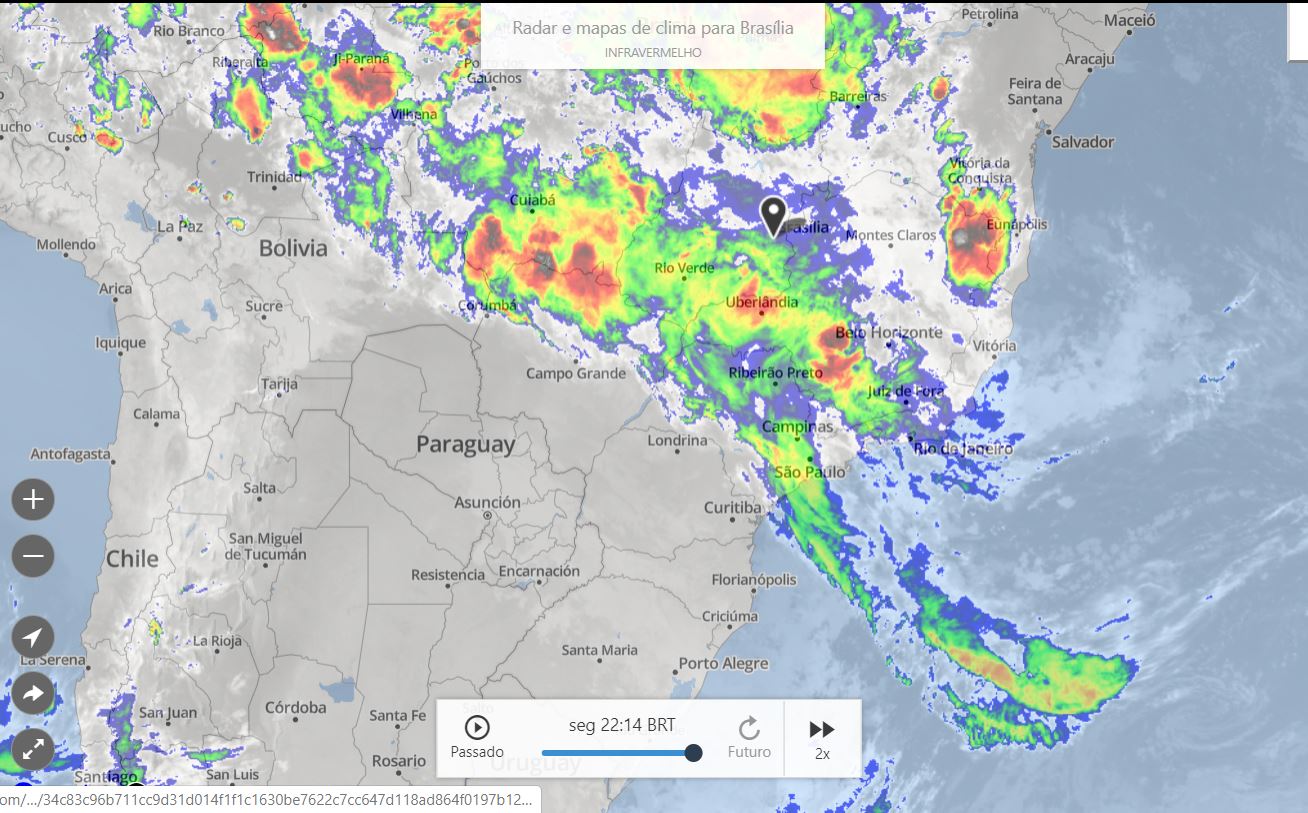 Radar e mapas de clima para Brasília
INFRAVERMELHO
Petrolina
Maceió
Rio Branco
Aracaju
Riberalta
Ji-Paraná
Gaúchos
Feira de
Santana
Barreiras
Vilhena
Cusco
Salvador
Vitória da
Conquista
Trinidad
Cuiabá
La Paz
Eunápolis
Montes Claros
Mollendo
Bolivia
Rio Verde
Arica
Sucre
Corumbá
Uberlândia
Belo Horizonte
Iquique
Vitória
Campo Grande
Ribeirão Preto
Tarija
Juiz de Fora
Calama
Campinas
Paraguay
Londrina
Rio de Janeiro
Antofagasta
São Paulo
Salta
Asunción
Curitiba
San Miguel
de Tucumán
Chile
Resistencia
Encarnación
Florianópolis
Criciúma
La Rioja
Santa Maria
La Serena
Porto Alegre
San Juan
Córdoba
Santa Fe
Salto
seg 22:14 BRT
Passado
Futuro
2x
Rosario
Uruguay
Santiago
San Luis
om/.../34c83c96b711cc9d31d014f1f1c1630be7622c7cc647d118ad864f0197b12...